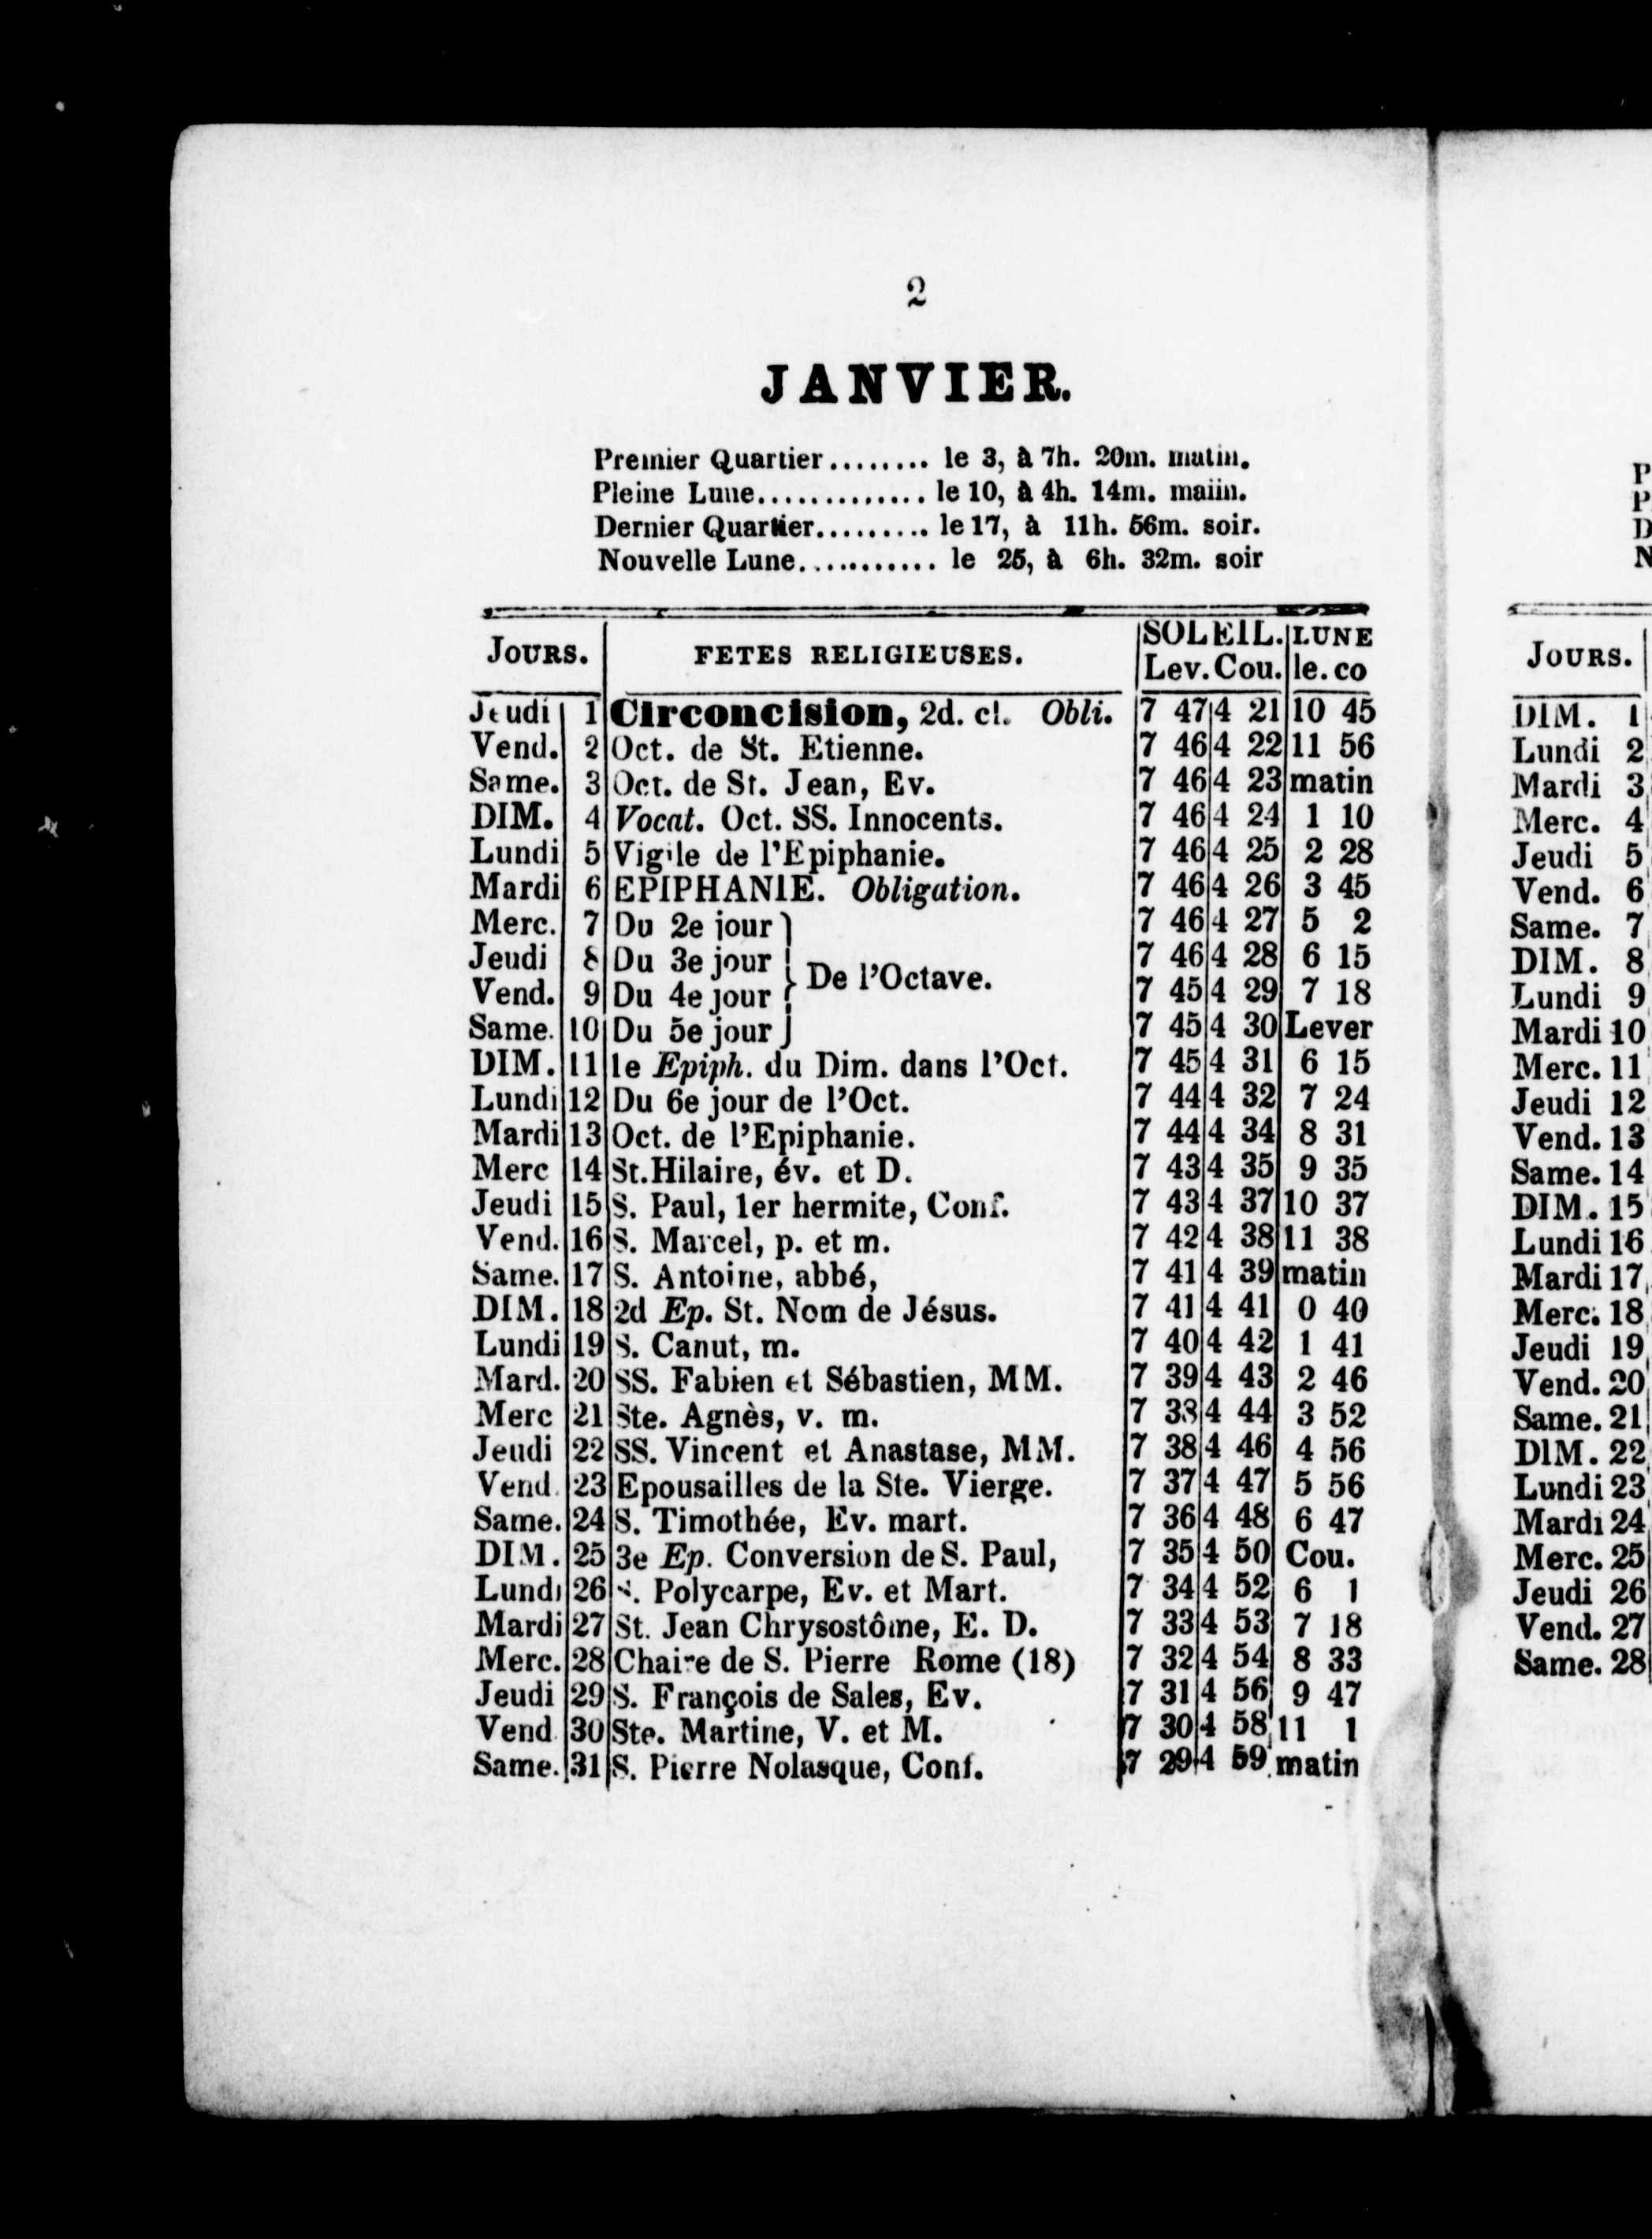 2
JANVIER.
Premier Quartier........ le 3, à 7h. 20m. matin.
Pleine Lune............. le 10, à 4h. 14m. maiin.
Dernier Quartier......... le 17, à 11h. 56m. soir.
Nouvelle Lune........... le 25, à 6h. 32m. soir
JOURS. FETES RELIGIEUSES. SOLEIL. LUNE
Lev. Cou. le. co
Jeudi 1 Circoncision, 2d. cl. Obli. 7 47 4 21 10 45
Vend. 2 Oct. de St. Etienne. 7 46 4 22 11 56
Same. 3 Oct. de St. Jean, Ev. 7 46 4 23 matin
DIM. 4 Vocat. Oct. SS. Innocents. 7 46 4 24 1 10
Lundi 5 Vigile de l'Epiphanie. 7 46 4 25 2 28
Mardi 6 EPIPHANIE. Obligation. 7 46 4 26 3 45
Merc. 7 Du 2e jour 7 46 4 27 5 2
Jeudi 8 Du 3e jour 7 46 4 28 6 15
De l'Octave.
Vend. 9 Du 4e jour 7 45 4 29 7 18
Same. 10 Du 5e jour 7 45 4 30 Lever
DIM. 11 1e Epiph. du Dim. dans l'Oct. 7 45 4 31 6 15
Lundi 12 Du 6e jour de l'Oct. 7 44 4 32 7 24
Mardi 13 Oct. de l'Epiphanie. 7 44 4 34 8 31
Merc 14 St. Hilaire, év. et D. 7 43 4 35 9 35
Jeudi 15 S. Paul, 1er hermite, Conf. 7 43 4 37 10 37
Vend. 16 S. Marcel, p. et m. 7 42 4 38 11 38
Same. 17 S. Antoine, abbé, 7 41 4 39 matin
DIM. 18 2d Ep. St. Nom de Jésus. 7 41 4 41 0 40
Lundi 19 S. Canut, m. 7 40 4 42 1 41
Mard. 20 SS. Fabien et Sébastien, MM. 7 39 4 43 2 46
Merc 21 Ste. Agnès, v. m. 7 38 4 44 3 52
Jeudi 22 SS. Vincent et Anastase, MM. 7 38 4 46 4 56
Vend. 23 Epousailles de la Ste. Vierge. 7 37 4 47 5 56
Same. 24 S. Timothée, Ev. mart. 7 36 4 48 6 47
DIM. 25 3e Ep. Conversion de S. Paul, 7 35 4 50 Cou.
Lundi 26 S. Polycarpe, Ev. et Mart. 7 34 4 52 6 1
Mardi 27 St. Jean Chrysostôme, E. D. 7 33 4 53 7 18
Merc. 28 Chaire de S. Pierre Rome (18) 7 32 4 54 8 33
Jeudi 29 S. François de Sales, Ev. 7 31 4 56 9 47
Vend. 30 Ste. Martine, V. et M. 7 30 4 58 11 1
Same. 31 S. Pierre Nolasque, Conf. 7 29 4 59 matin
P
P
D
N
JOURS.
DIM. 1
Lundi 2
Mardi 3
Merc. 4
Jeudi 5
Vend. 6
Same. 7
DIM. 8
Lundi 9
Mardi 10
Merc. 11
Jeudi 12
Vend. 13
Same. 14
DIM. 15
Lundi 16
Mardi 17
Merc. 18
Jeudi 19
Vend. 20
Same. 21
DIM. 22
Lundi 23
Mardi 24
Merc. 25
Jeudi 26
Vend. 27
Same. 28